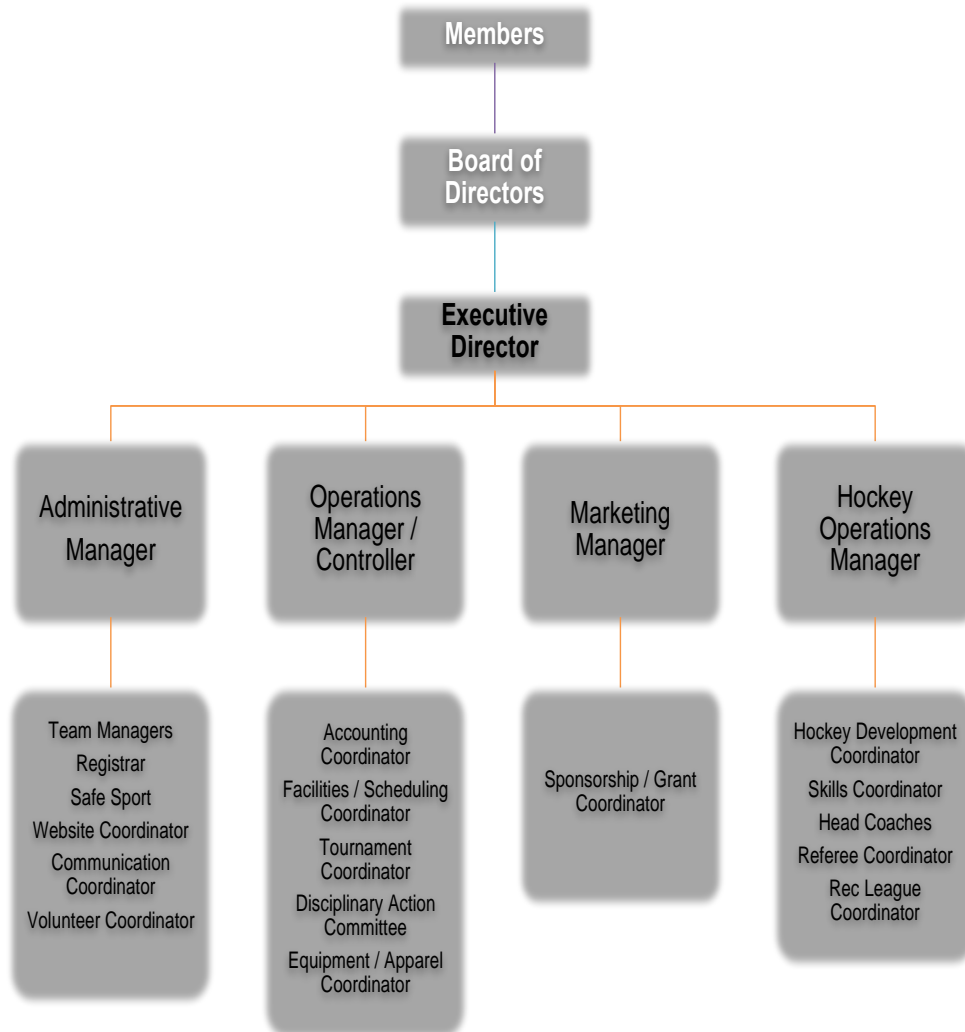 Members
Board of
Directors
Executive
Director
Administrative
Manager
Operations
Manager /
Controller
Marketing
Manager
Hockey
Operations
Manager
Team Managers
Registrar
Safe Sport
Website Coordinator
Communication
Coordinator
Volunteer Coordinator
Accounting
Coordinator
Facilities / Scheduling
Coordinator
Tournament
Coordinator
Disciplinary Action
Committee
Equipment / Apparel
Coordinator
Sponsorship / Grant
Coordinator
Hockey Development
Coordinator
Skills Coordinator
Head Coaches
Referee Coordinator
Rec League
Coordinator